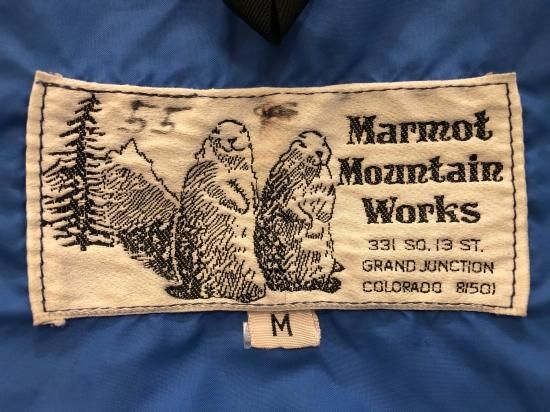 55
Marmot
Mountain
Works
331 SO. 13 ST.
GRAND JUNCTION
COLORADO 81501
M